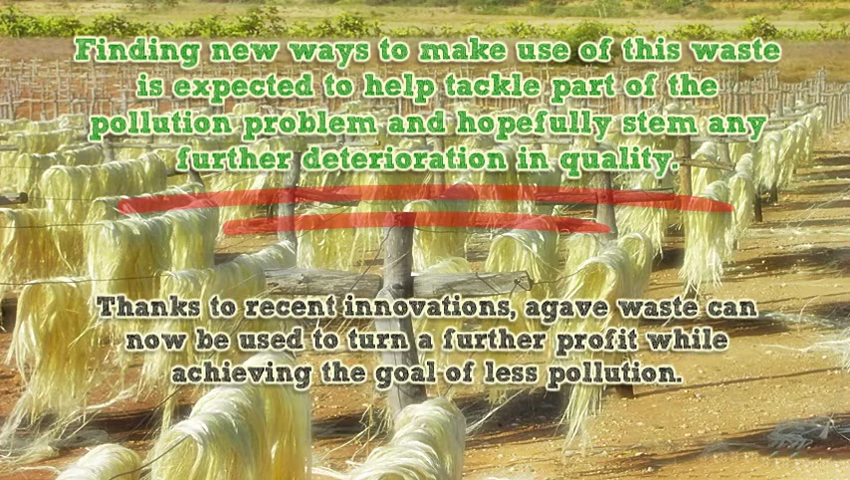 Finding new ways to make use of this waste
is expected to help tackle part of the
pollution problem and hopefully stem any
further deterioration in quality.
Thanks to recent innovations, agave waste can
now be used to turn a further profit while
achieving the goal of less pollution.